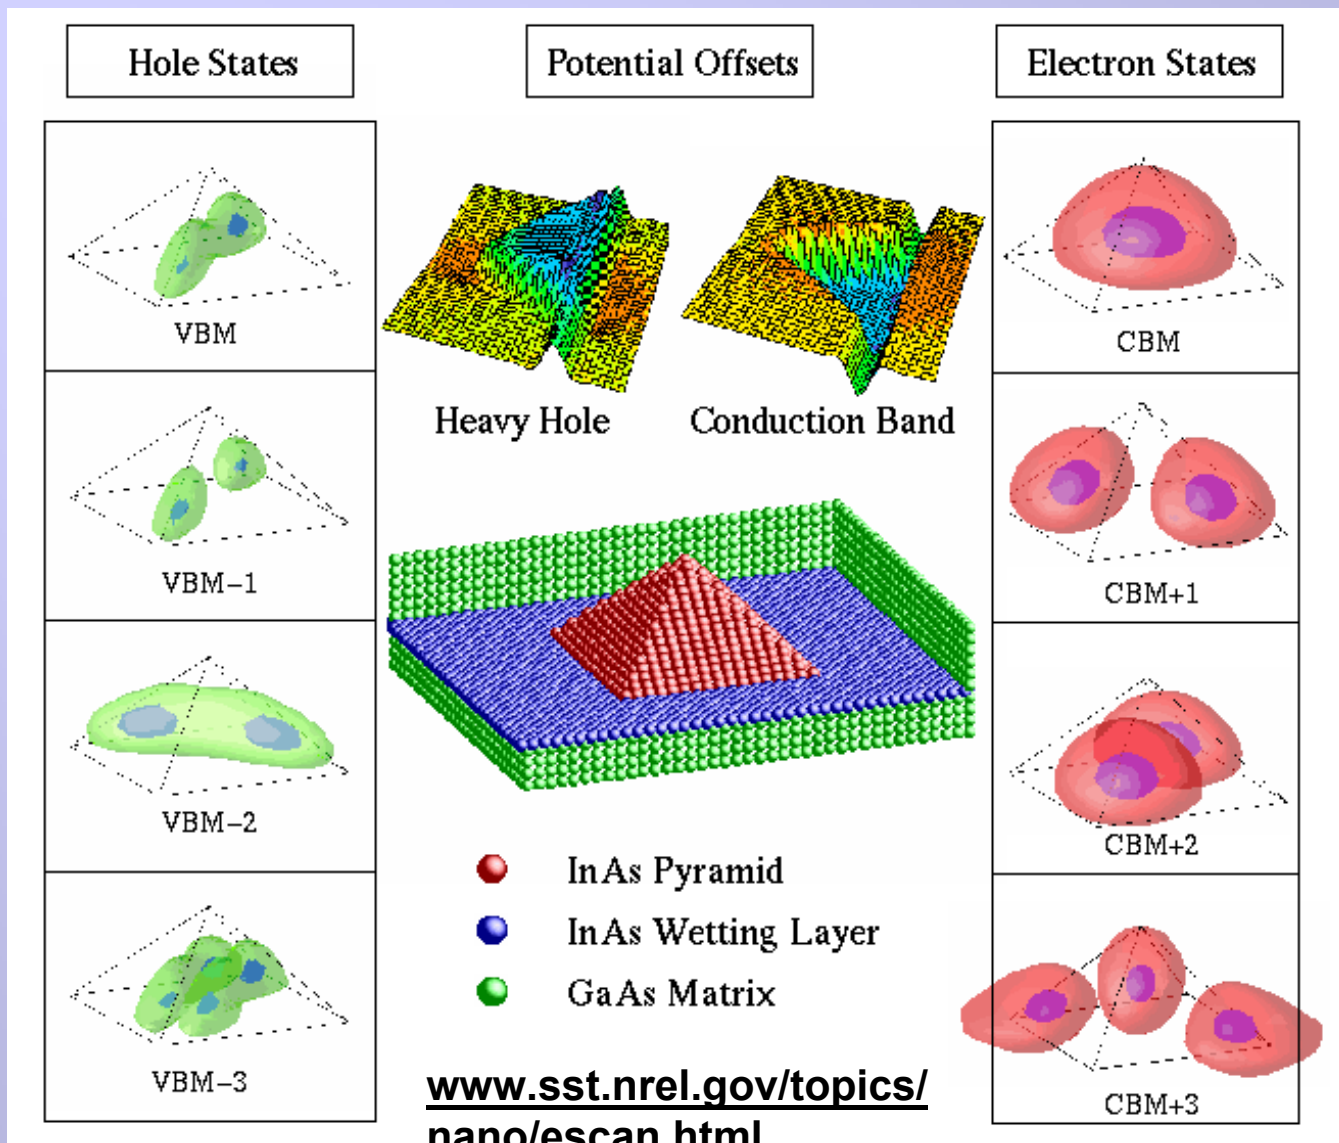 Hole States
Potential Offsets
Electron States
VBM
VBM-1
VBM-2
VBM-3
Heavy Hole
Conduction Band
InAs Pyramid
InAs Wetting Layer
GaAs Matrix
www.sst.nrel.gov/topics/
nano/escan.html
CBM
CBM+1
CBM+2
CBM+3